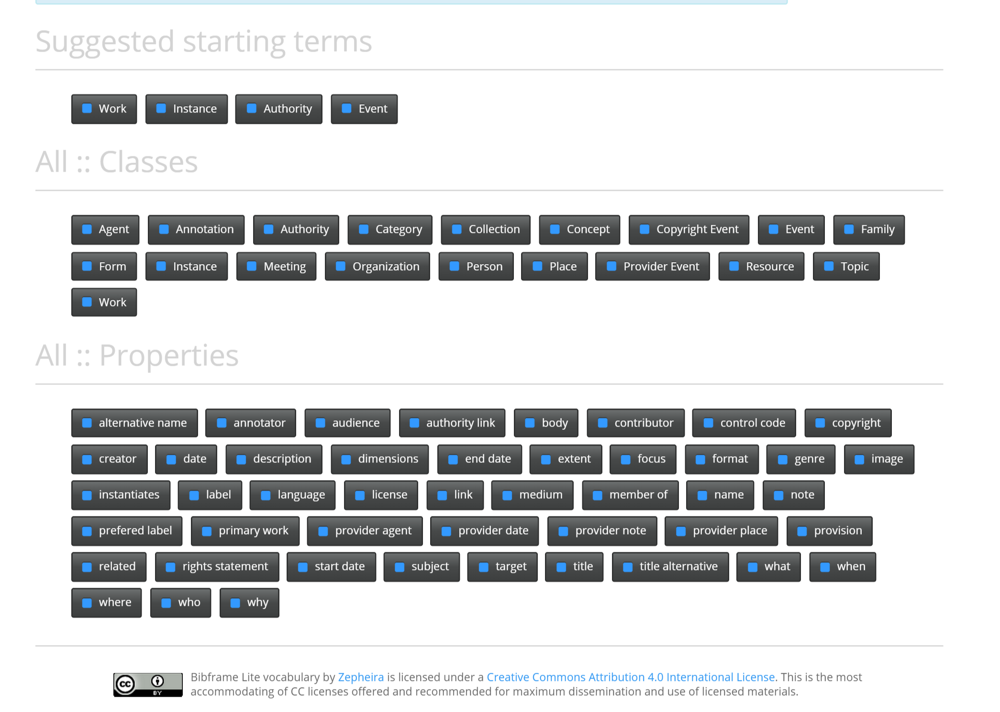 Suggested starting terms
Work Instance Authority Event
All :: Classes
Agent Annotation Authority Category Collection Concept Copyright Event Event Family
Form Instance Meeting Organization Person Place Provider Event Resource Topic
Work
All :: Properties
alternative name annotator audience authority link body contributor control code copyright
creator date description dimensions end date extent focus format genre image
instantiates label language license link medium member of name note
prefered label primary work provider agent provider date provider note provider place provision
related rights statement start date subject target title title alternative what when
where who why
Bibframe Lite vocabulary by Zepheira is licensed under a Creative Commons Attribution 4.0 International License. This is the most
accommodating of CC licenses offered and recommended for maximum dissemination and use of licensed materials.
cc BY